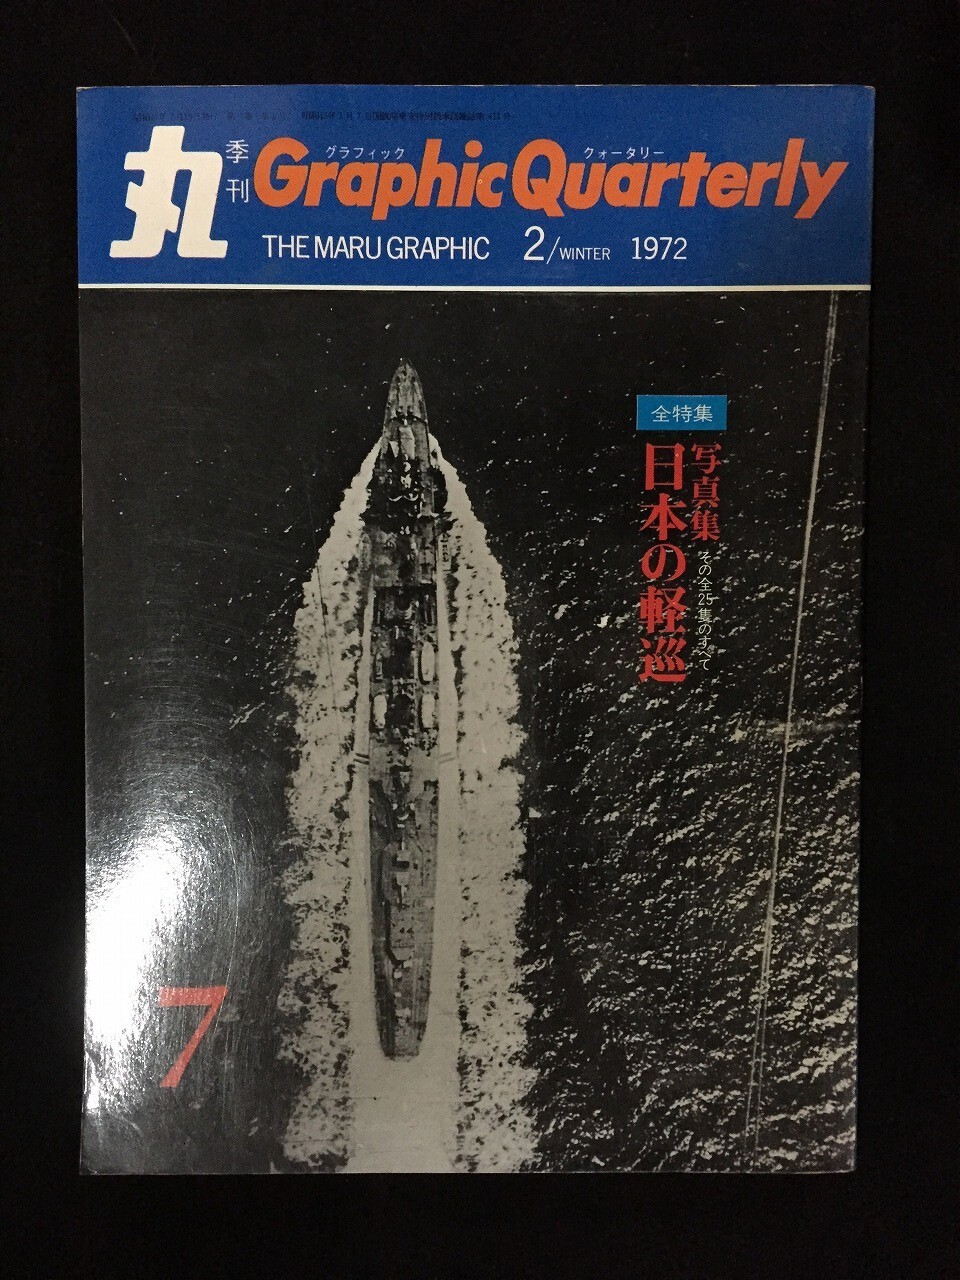 丸
季刊
グラフィック クォータリー
Graphic Quarterly
THE MARU GRAPHIC 2/WINTER 1972
全特集
写真集
日本の軽巡
その全25隻のすべて
7